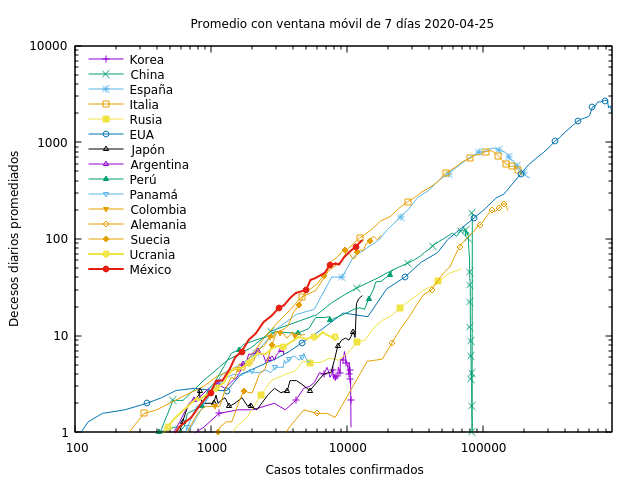 Promedio con ventana móvil de 7 días 2020-04-25
Decesos diarios promediados
10000
1000
100
10
1
Korea
China
España
Italia
Rusia
EUA
Japón
Argentina
Perú
Panamá
Colombia
Alemania
Suecia
Ucrania
México
100
1000
10000
100000
Casos totales confirmados